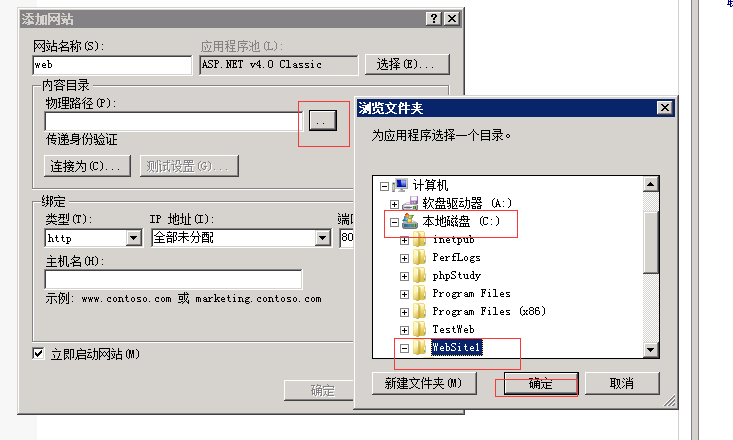 添加网站
网站名称(S):
应用程序池(L):
web
ASP.NET v4.0 Classic
选择(E)...
内容目录
物理路径(P):
..
传递身份验证
连接为(C)...
测试设置(G)...
绑定
类型(T):
IP 地址(I):
http
全部未分配
80
主机名(H):
示例: www.contoso.com 或 marketing.contoso.com
立即启动网站(M)
确定
浏览文件夹
为应用程序选择一个目录。
计算机
软盘驱动器 (A:)
本地磁盘 (C:)
inetpub
PerfLogs
phpStudy
Program Files
Program Files (x86)
TestWeb
WebSite1
新建文件夹(M)
确定
取消